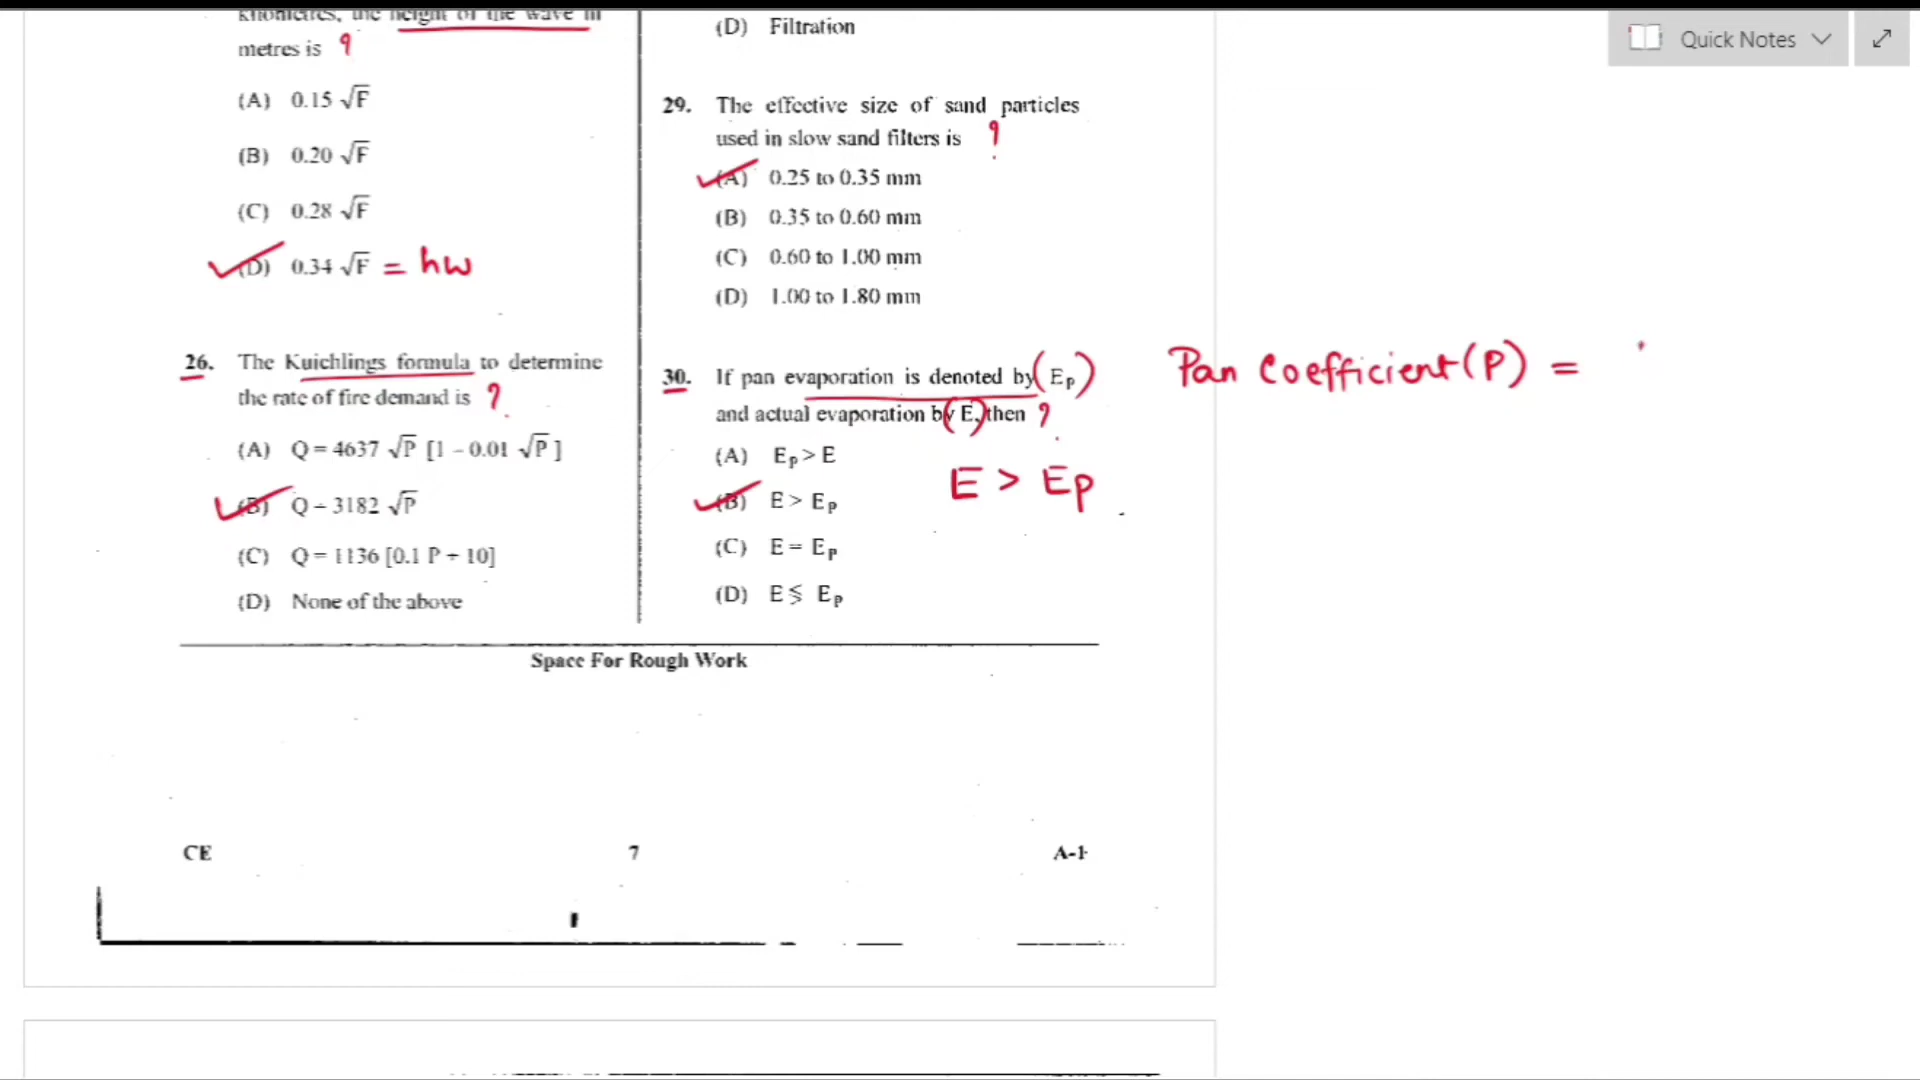 metres is ?
(A) 0.15 √F
(B) 0.20 √F
(C) 0.28 √F
(D) 0.34 √F = hw
26. The Kuichlings formula to determine
the rate of fire demand is ?
(A) Q = 4637 √P [1 – 0.01 √P ]
(B) Q – 3182 √P
(C) Q = 1136 [0.1 P ÷ 10]
(D) None of the above
(D) Filtration
29. The effective size of sand particles
used in slow sand filters is ?
(A) 0.25 to 0.35 mm
(B) 0.35 to 0.60 mm
(C) 0.60 to 1.00 mm
(D) 1.00 to 1.80 mm
30. If pan evaporation is denoted by (Ep)
and actual evaporation by E, then ?
(A) Ep > E
(B) E > Ep
(C) E = Ep
(D) E ≶ Ep
E > Ep
Pan Coefficient (P) =
Space For Rough Work
CE 7 A-1
Quick Notes